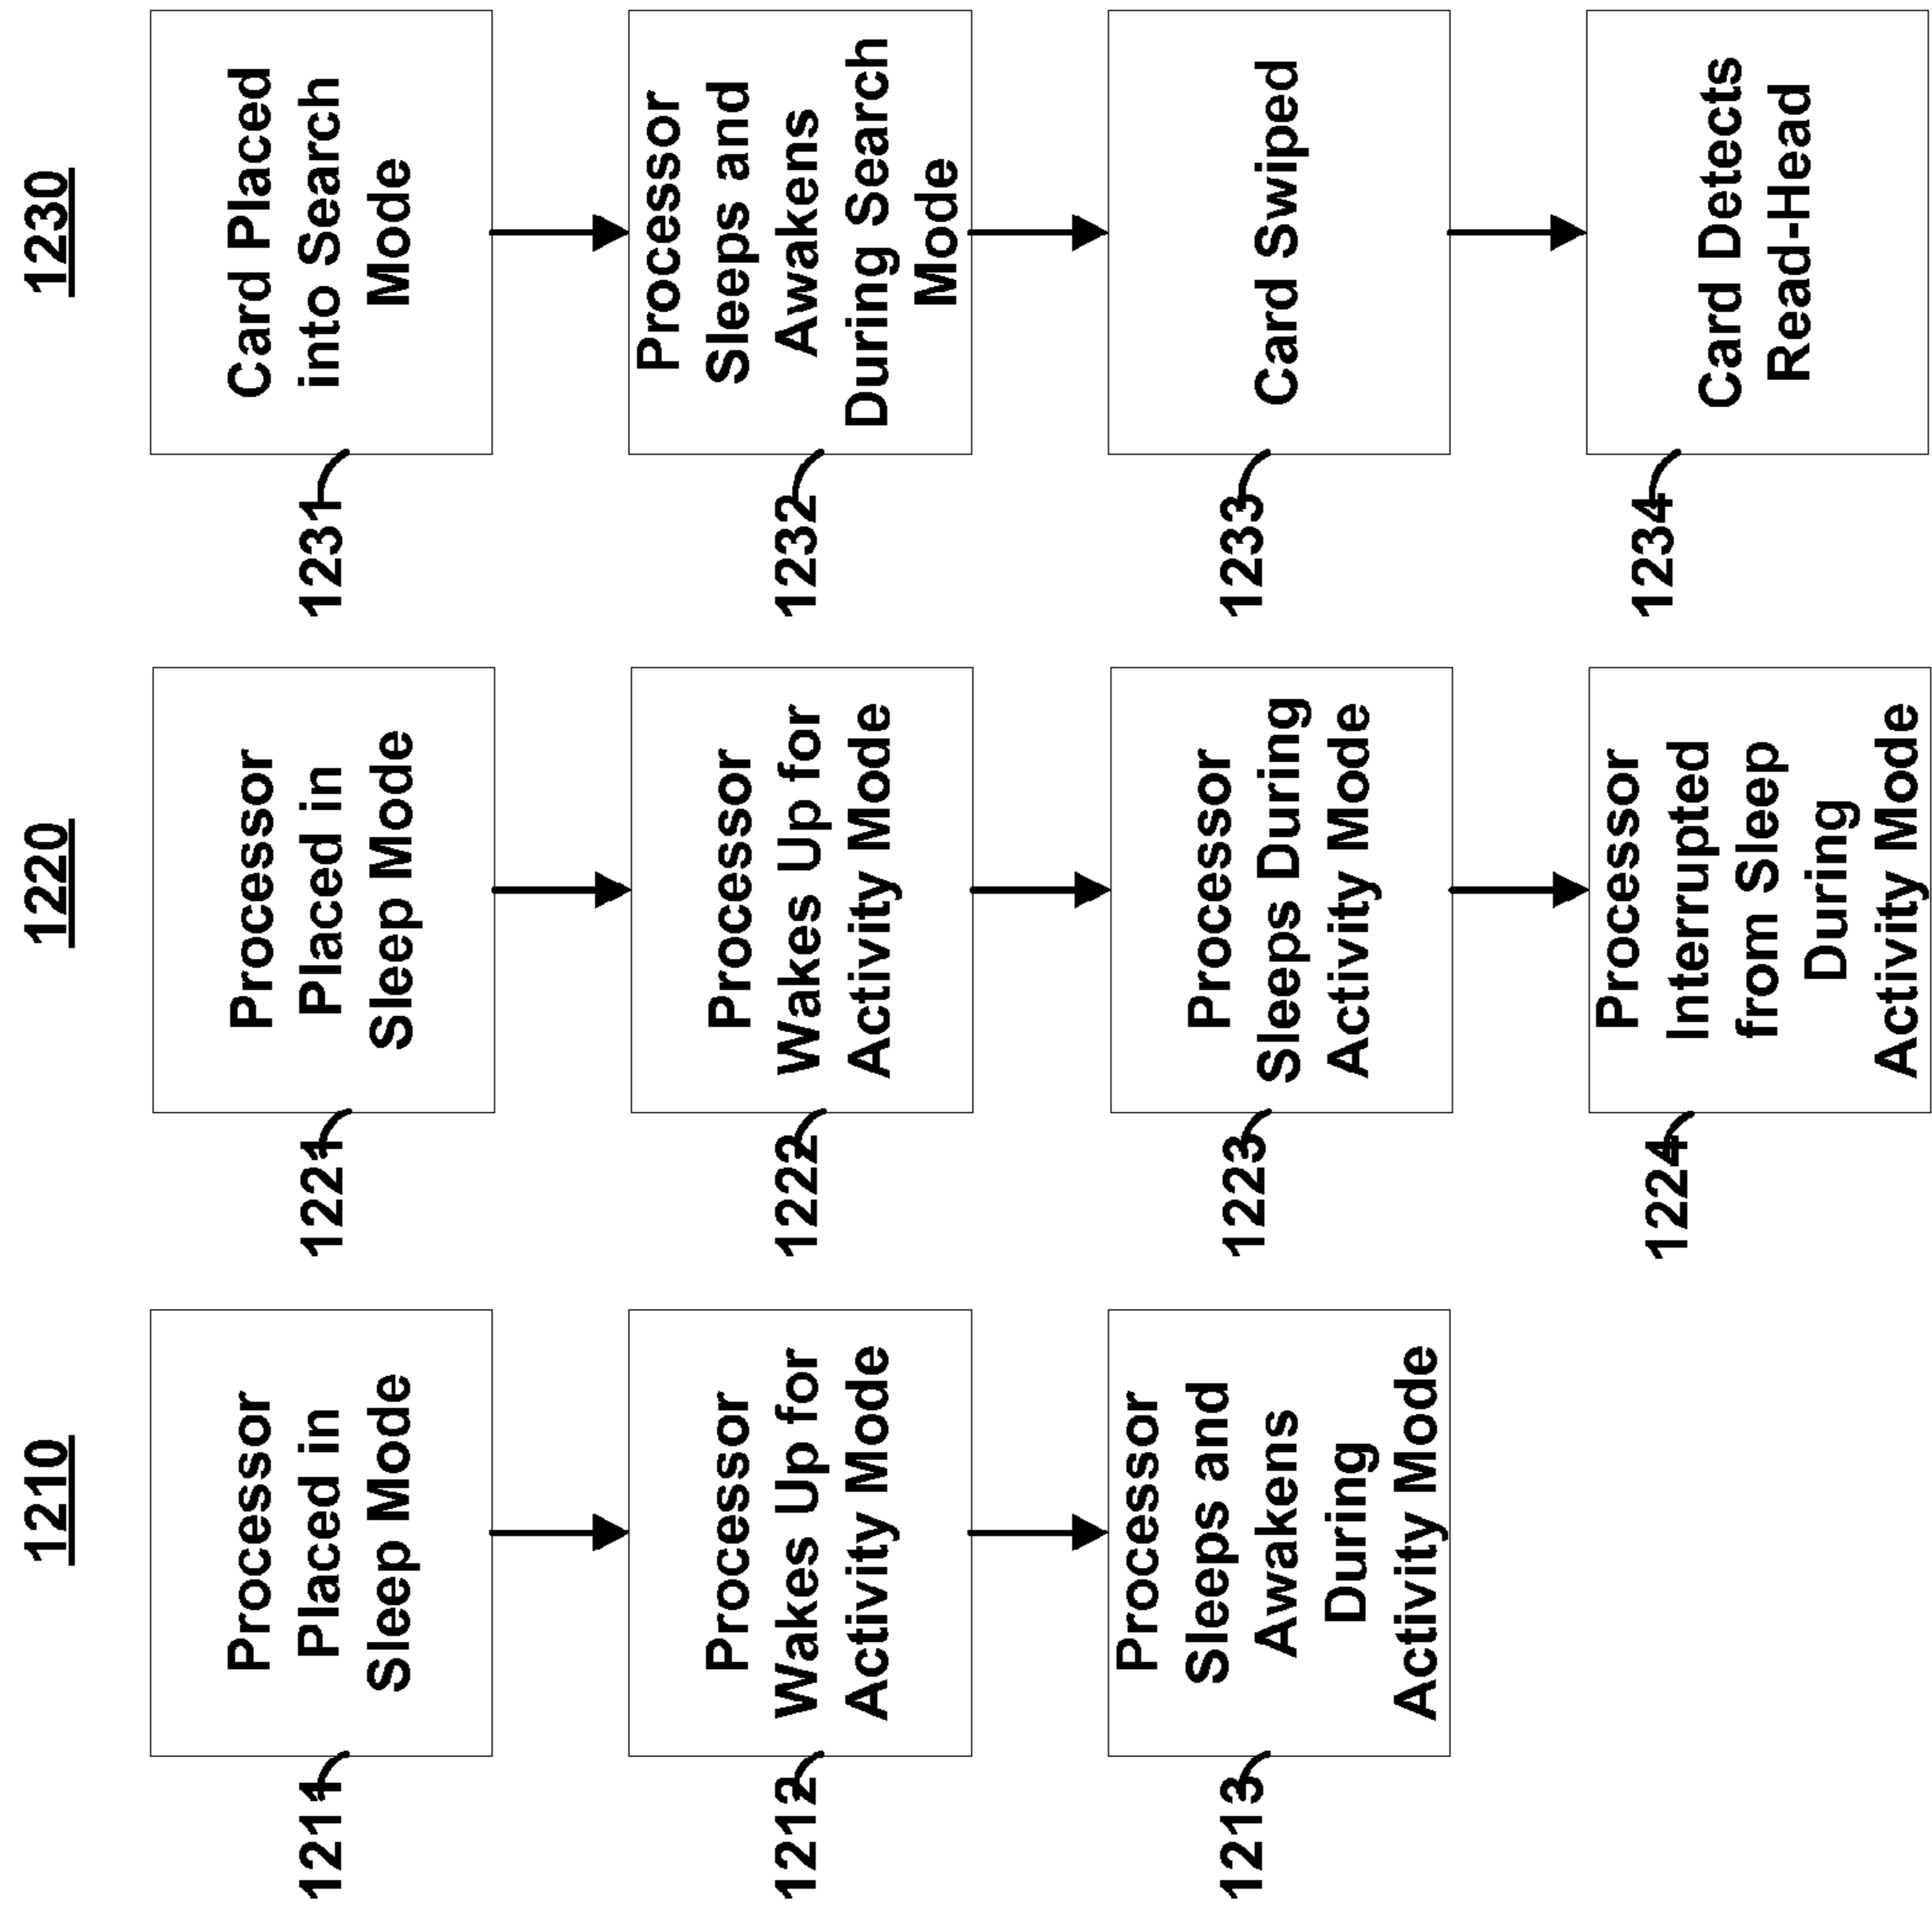 1210
1211
Processor
Placed in
Sleep Mode
1212
Processor
Wakes Up for
Activity Mode
1213
Processor
Sleeps and
Awakens
During
Activity Mode
1220
1221
Processor
Placed in
Sleep Mode
1222
Processor
Wakes Up for
Activity Mode
1223
Processor
Sleeps During
Activity Mode
1224
Processor
Interrupted
from Sleep
During
Activity Mode
1230
1231
Card Placed
into Search
Mode
1232
Processor
Sleeps and
Awakens
During Search
Mode
1233
Card Swiped
1234
Card Detects
Read-Head